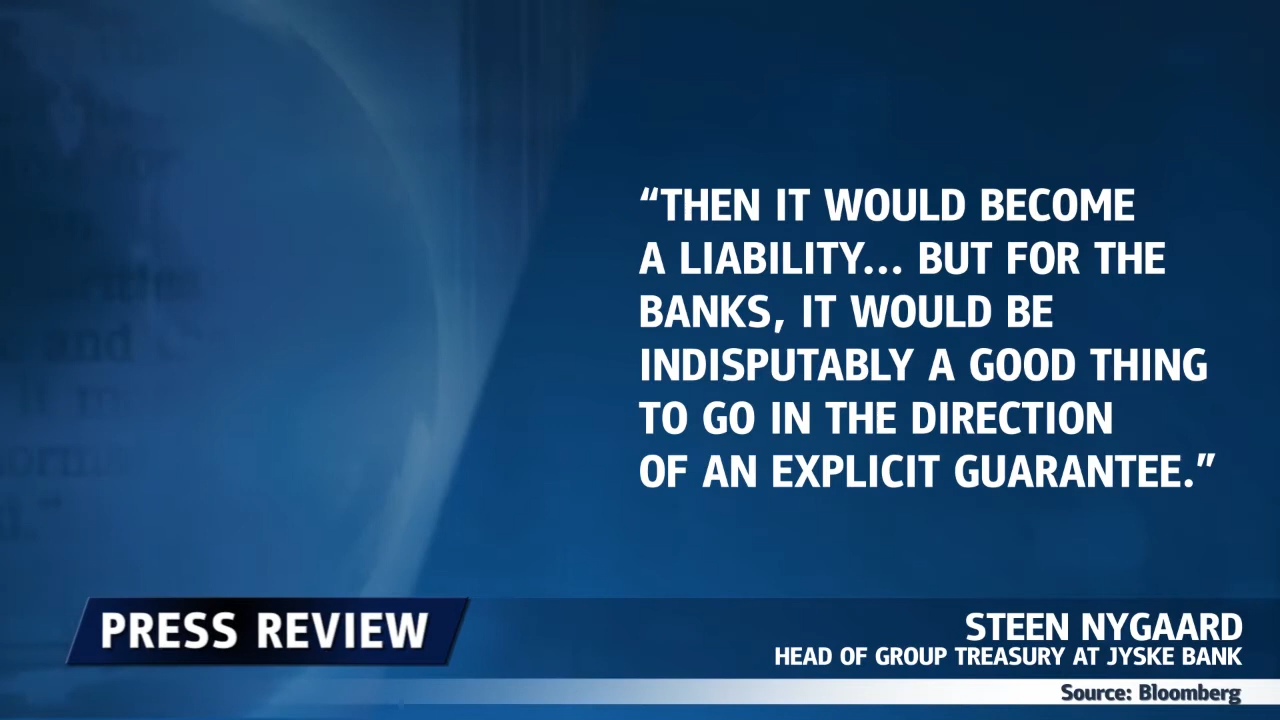 “THEN IT WOULD BECOME
A LIABILITY... BUT FOR THE
BANKS, IT WOULD BE
INDISPUTABLY A GOOD THING
TO GO IN THE DIRECTION
OF AN EXPLICIT GUARANTEE.”
PRESS REVIEW
STEEN NYGAARD
HEAD OF GROUP TREASURY AT JYSKE BANK
Source: Bloomberg
and